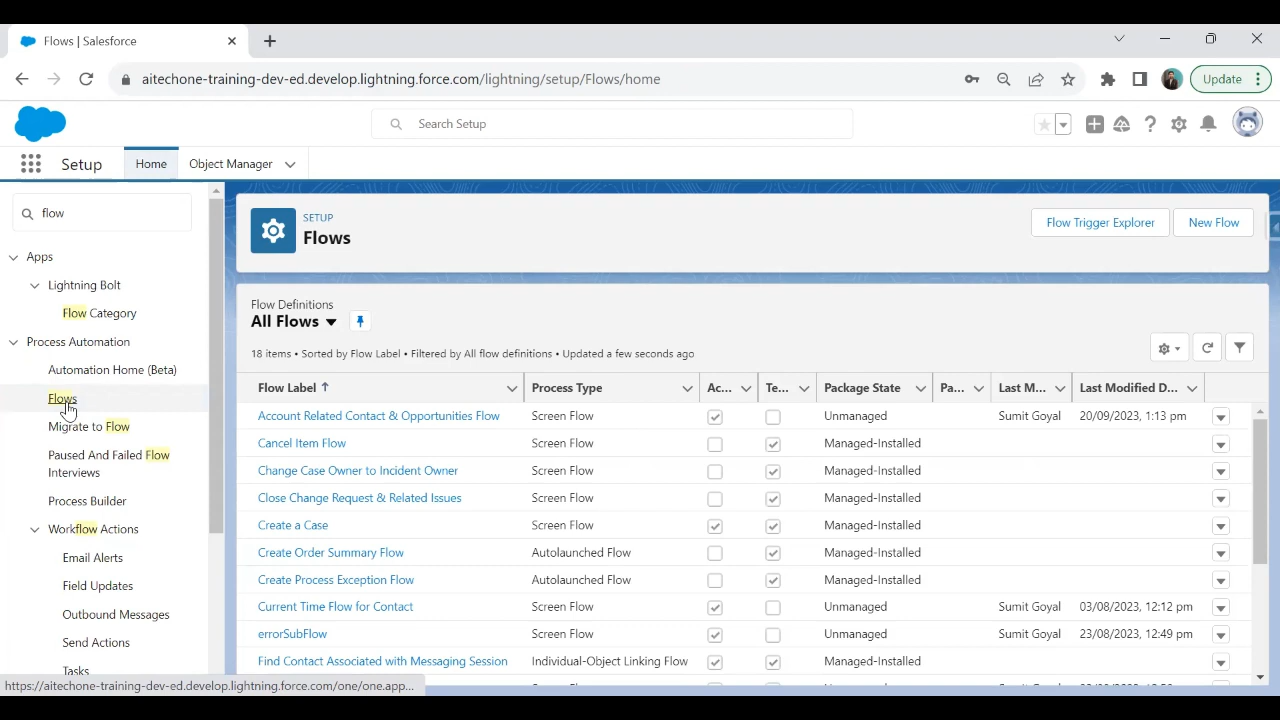 Flows | Salesforce
aitechone-training-dev-ed.develop.lightning.force.com/lightning/setup/Flows/home
Update
Search Setup
Setup
Home
Object Manager
flow
Apps
Lightning Bolt
Flow Category
Process Automation
Automation Home (Beta)
Flows
Migrate to Flow
Paused And Failed Flow
Interviews
Process Builder
Workflow Actions
Email Alerts
Field Updates
Outbound Messages
Send Actions
Tasks
SETUP
Flows
Flow Trigger Explorer
New Flow
Flow Definitions
All Flows
18 items • Sorted by Flow Label • Filtered by All flow definitions • Updated a few seconds ago
Flow Label ↑ Process Type Ac... Te... Package State Pa... Last M... Last Modified D...
Account Related Contact & Opportunities Flow Screen Flow Unmanaged Sumit Goyal 20/09/2023, 1:13 pm
Cancel Item Flow Screen Flow Managed-Installed
Change Case Owner to Incident Owner Screen Flow Managed-Installed
Close Change Request & Related Issues Screen Flow Managed-Installed
Create a Case Screen Flow Managed-Installed
Create Order Summary Flow Autolaunched Flow Managed-Installed
Create Process Exception Flow Autolaunched Flow Managed-Installed
Current Time Flow for Contact Screen Flow Unmanaged Sumit Goyal 03/08/2023, 12:12 pm
errorSubFlow Screen Flow Unmanaged Sumit Goyal 23/08/2023, 12:49 pm
Find Contact Associated with Messaging Session Individual-Object Linking Flow Managed-Installed
https://aitechone-training-dev-ed.develop.lightning.force.com/one/one.app...